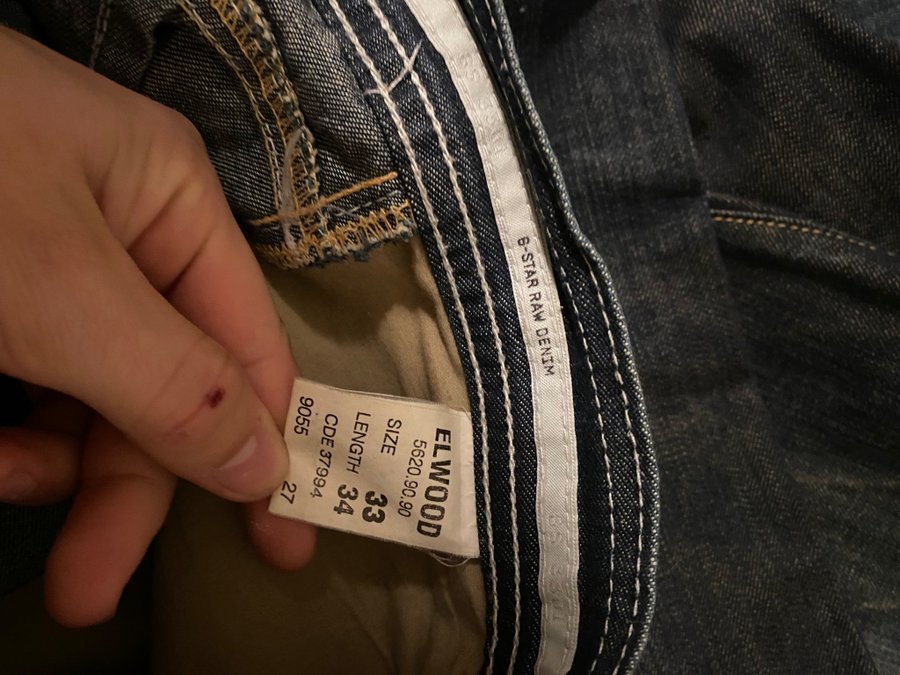 G-STAR RAW DENIM
ELWOOD
5620.90.90
SIZE 33
LENGTH 34
CDE 37994
9055 27